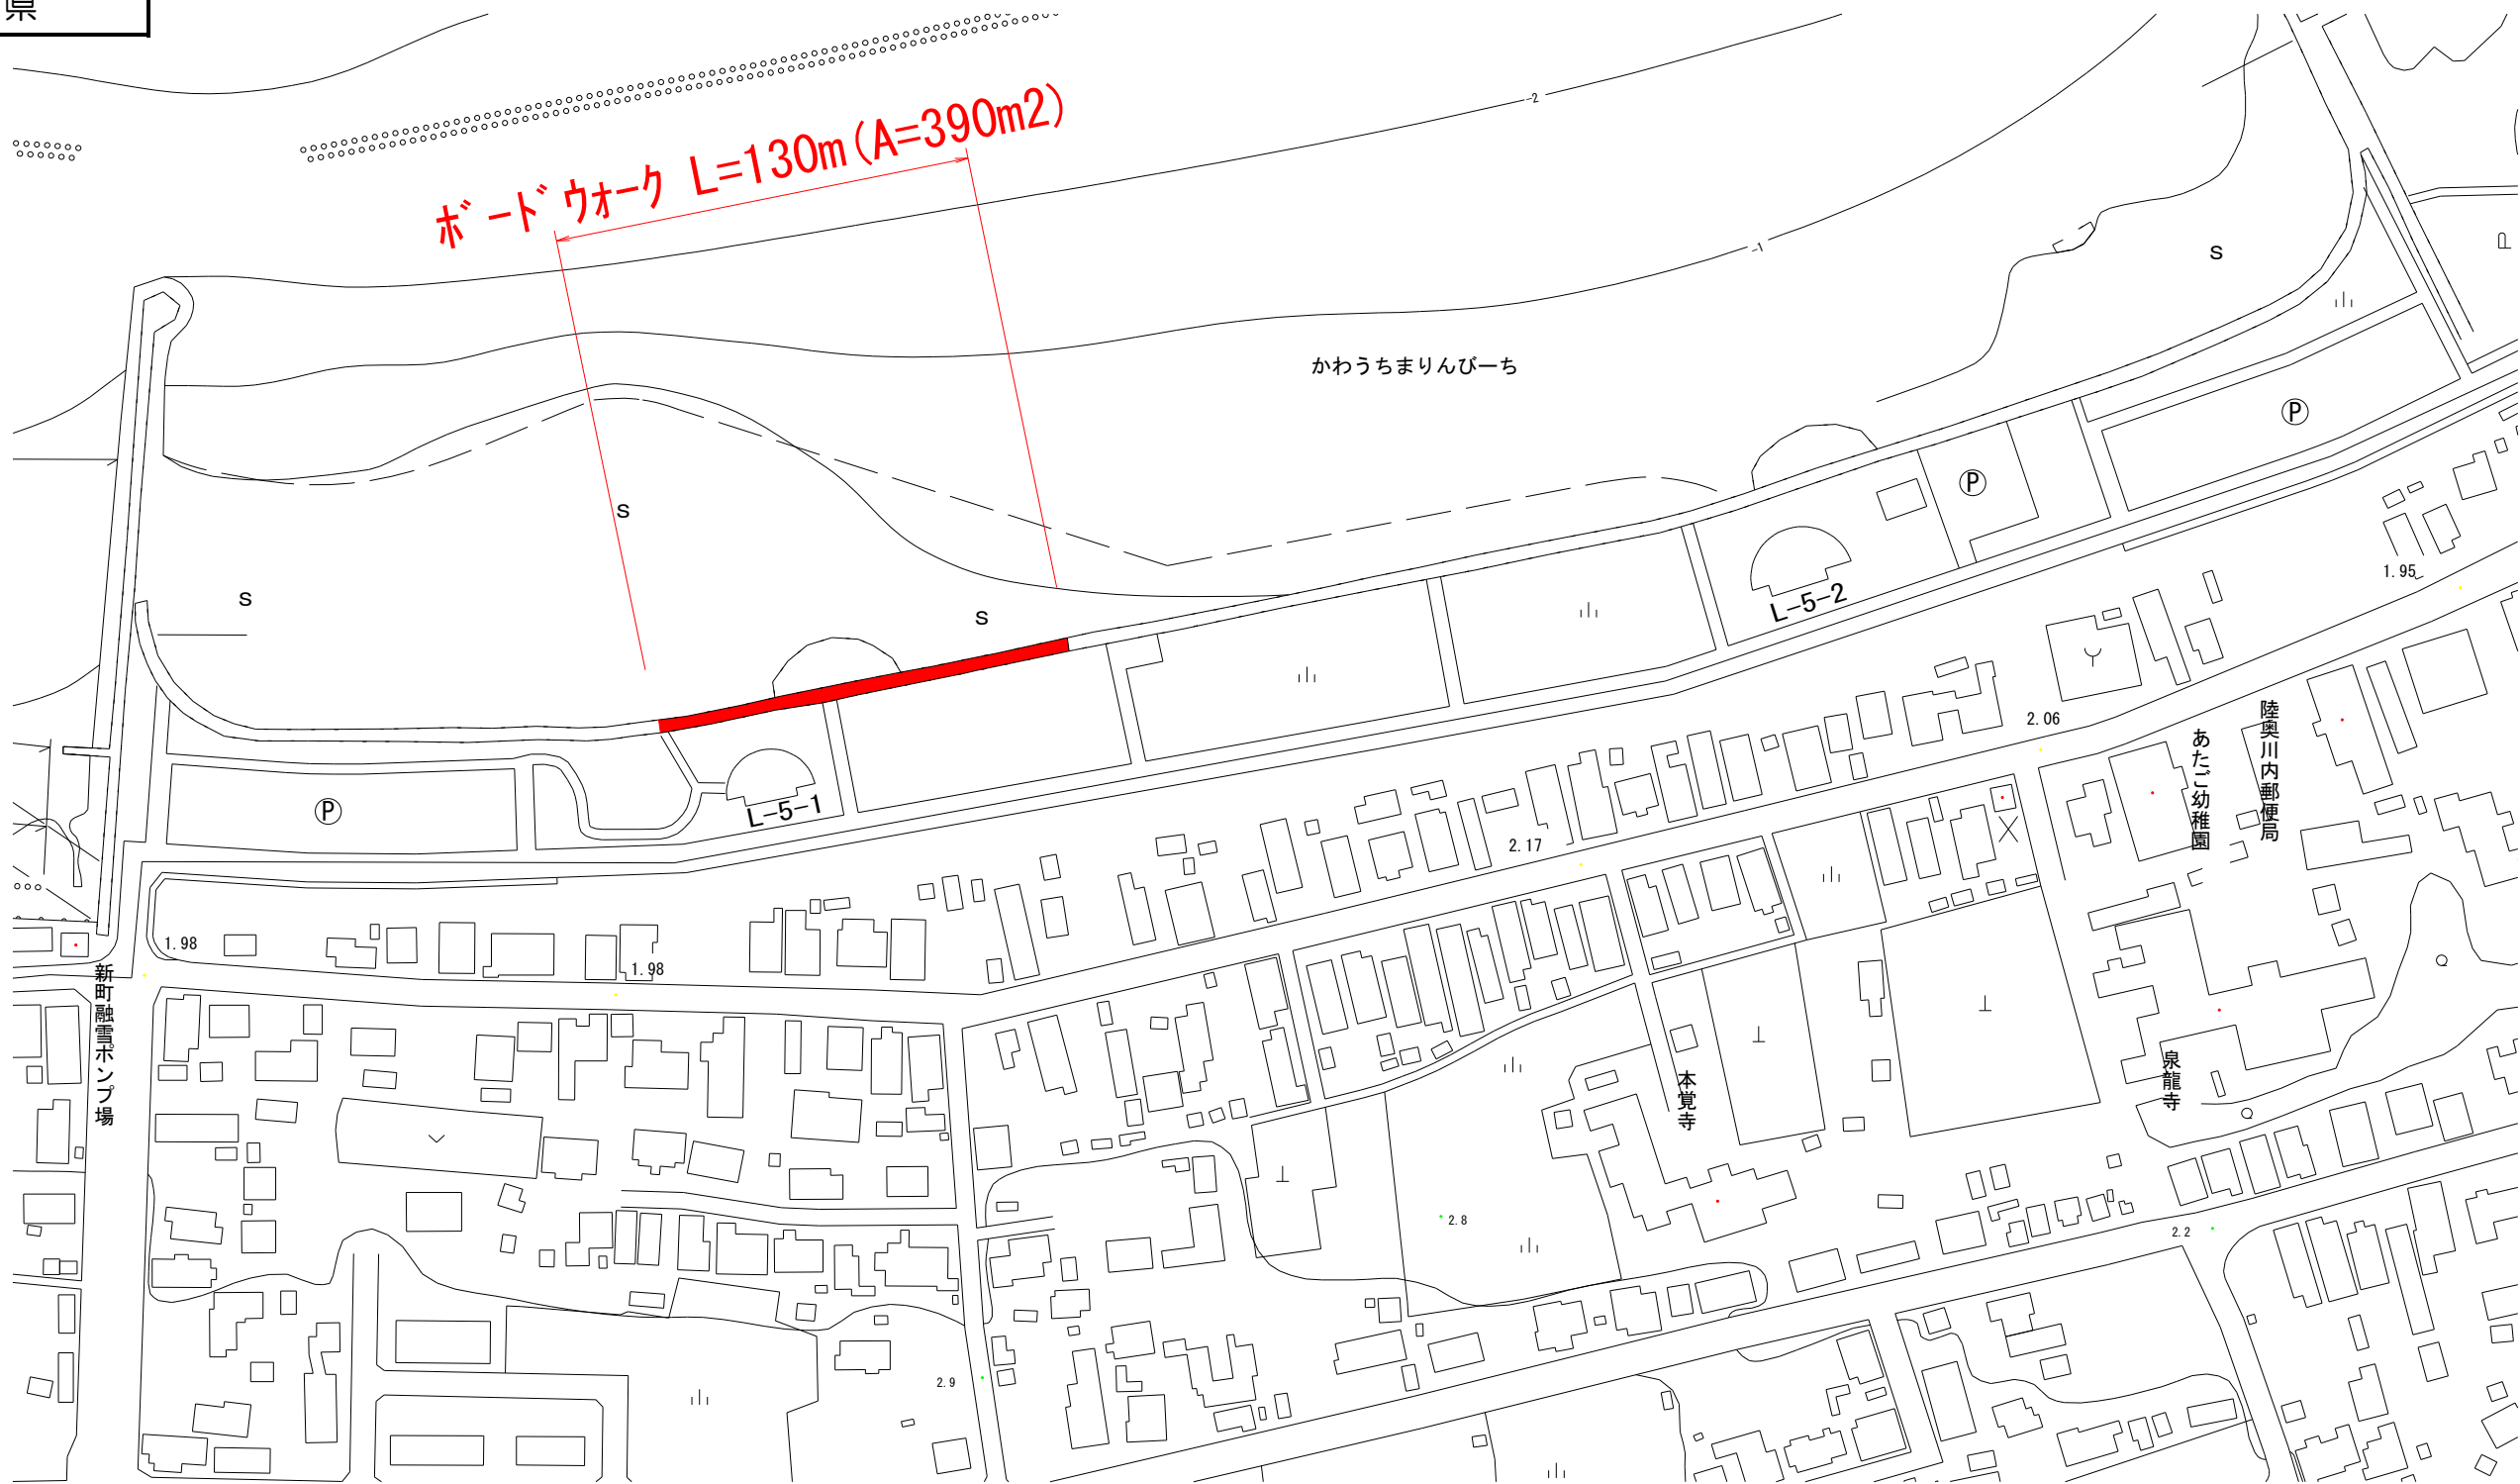 県
ボードウォーク L=130m(A=390m2)
-2
-1
かわうちまりんびーち
S
S
S
S
P
P
P
L-5-1
L-5-2
1.95
2.06
2.17
1.98
1.98
陸奥川内郵便局
あたご幼稚園
新町融雪ポンプ場
本覚寺
泉龍寺
2.8
2.2
2.9